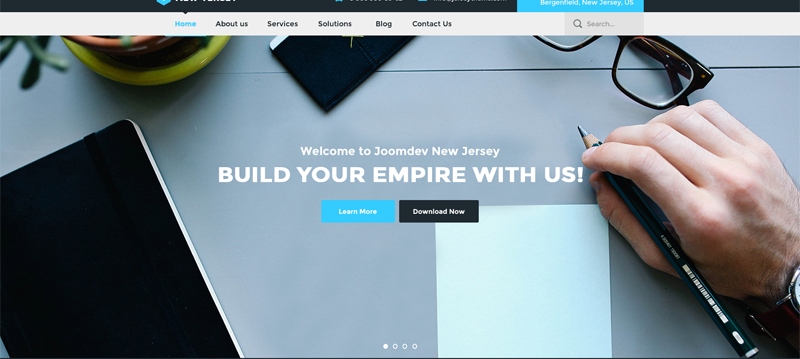 Bergenfield, New Jersey, US
Home About us Services Solutions Blog Contact Us Search...
Welcome to Joomdev New Jersey
BUILD YOUR EMPIRE WITH US!
Learn More Download Now